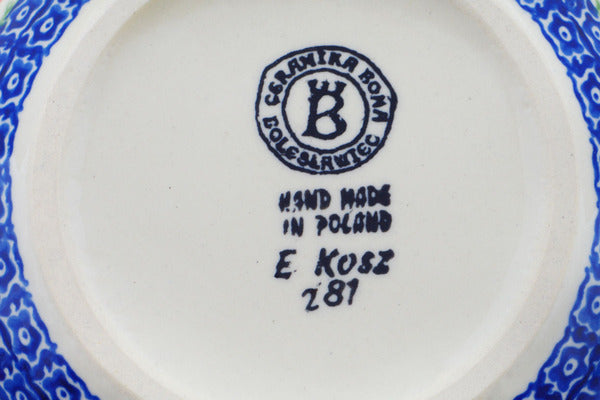 CERAMIKA BONA
B
BOLESŁAWIEC
HAND MADE
IN POLAND
E KOSZ
281